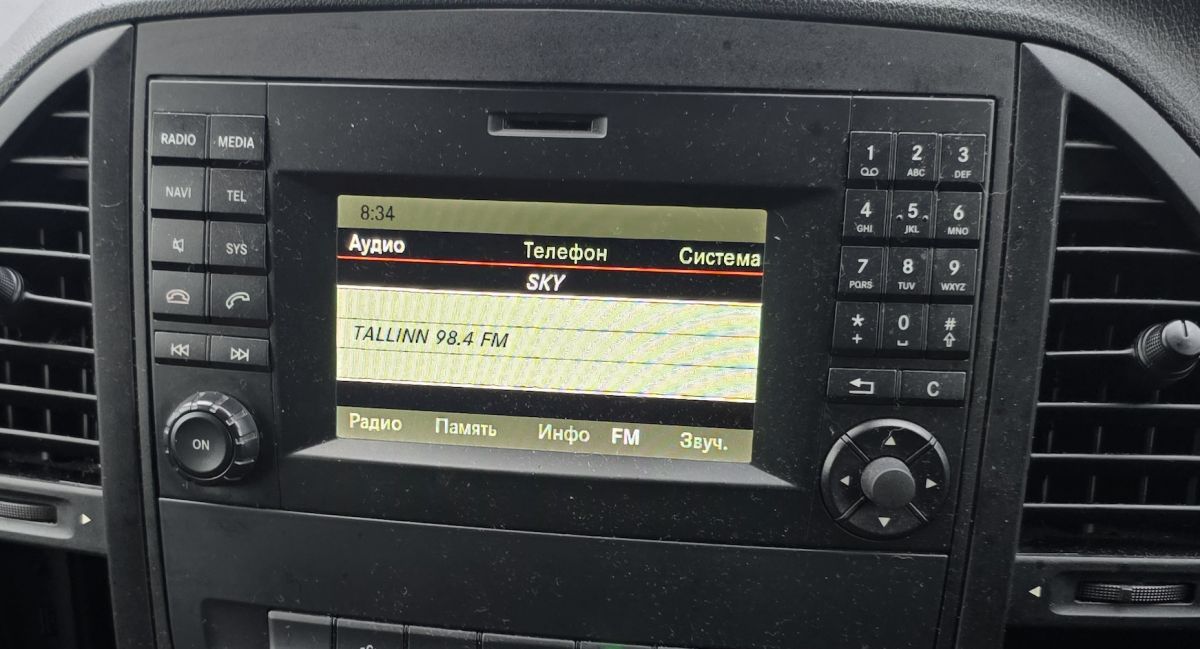 RADIO MEDIA
NAVI TEL
SYS
ON
8:34
Аудио Телефон Система
SKY
TALLINN 98.4 FM
Радио Память Инфо FM Звуч.
1 2 ABC 3 DEF
4 GHI 5 JKL 6 MNO
7 PQRS 8 TUV 9 WXYZ
* + 0 #
C